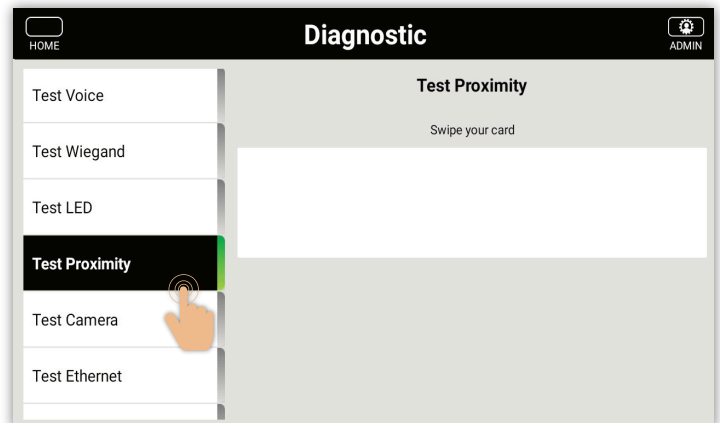 HOME
Diagnostic
ADMIN
Test Voice
Test Wiegand
Test LED
Test Proximity
Test Camera
Test Ethernet
Test Proximity
Swipe your card